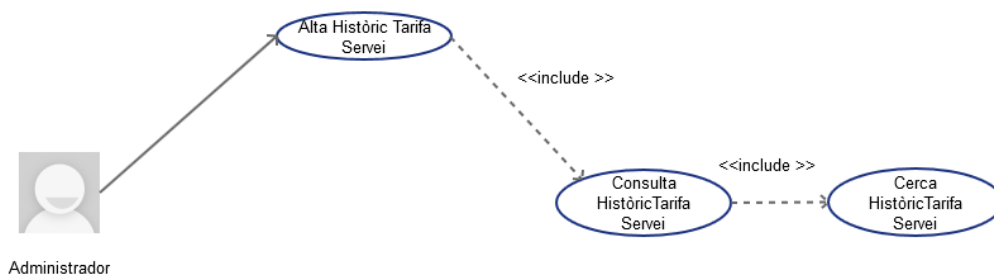 Alta Històric Tarifa
Servei
<<include >>
Consulta
HistòricTarifa
Servei
<<include >>
Cerca
HistòricTarifa
Servei
Administrador